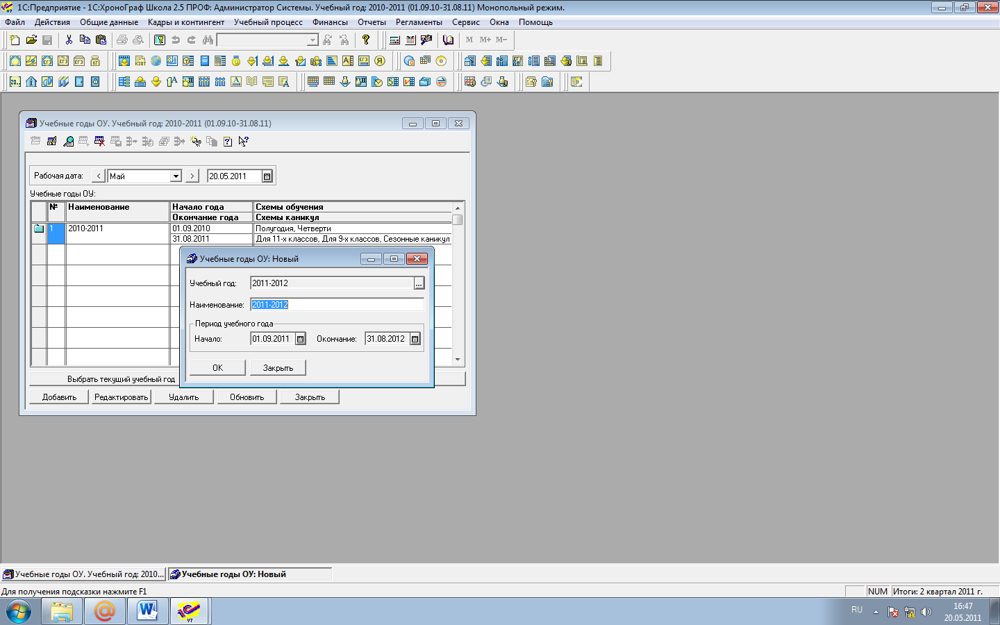 1С:Предприятие - 1С:ХроноГраф Школа 2.5 ПРОФ: Администратор Системы. Учебный год: 2010-2011 (01.09.10-31.08.11) Монопольный режим.
Файл Действия Общие данные Кадры и контингент Учебный процесс Финансы Отчеты Регламенты Сервис Окна Помощь
M M+ M-
Учебные годы ОУ. Учебный год: 2010-2011 (01.09.10-31.08.11)
Рабочая дата: < Май > 20.05.2011
Учебные годы ОУ:
№ Наименование Начало года Схемы обучения
Окончание года Схемы каникул
1 2010-2011 01.09.2010 Полугодия, Четверти
31.08.2011 Для 11-х классов, Для 9-х классов, Сезонные каникул
Учебные годы ОУ: Новый
Учебный год: 2011-2012 ...
Наименование: 2011-2012
Период учебного года
Начало: 01.09.2011 Окончание: 31.08.2012
OK Закрыть
Выбрать текущий учебный год
Добавить Редактировать Удалить Обновить Закрыть
Учебные годы ОУ. Учебный год: 2010... Учебные годы ОУ: Новый
Для получения подсказки нажмите F1 NUM Итоги: 2 квартал 2011 г.
RU 16:47
20.05.2011